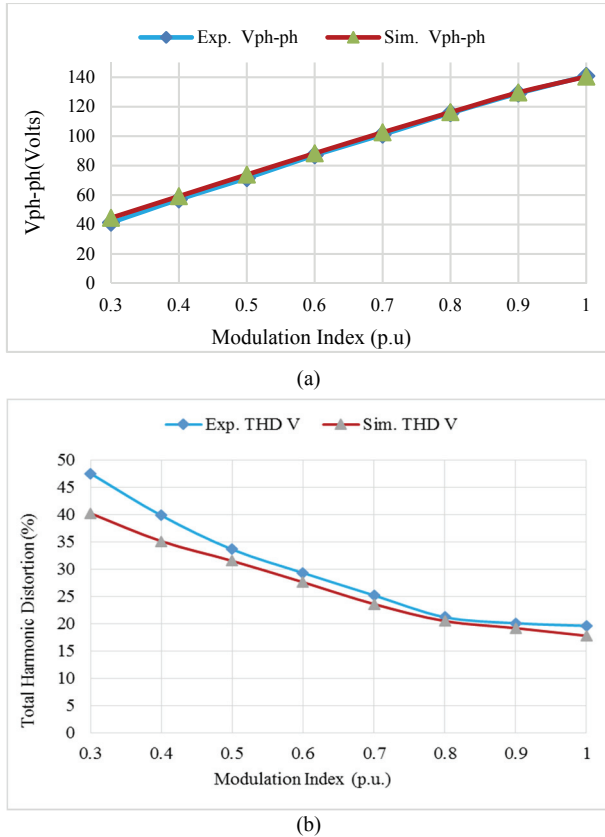 Exp. Vph-ph Sim. Vph-ph
Vph-ph(Volts)
140
120
100
80
60
40
20
0
0.3 0.4 0.5 0.6 0.7 0.8 0.9 1
Modulation Index (p.u)
(a)
Exp. THD V Sim. THD V
Total Harmonic Distortion (%)
50
45
40
35
30
25
20
15
10
5
0
0.3 0.4 0.5 0.6 0.7 0.8 0.9 1
Modulation Index (p.u.)
(b)